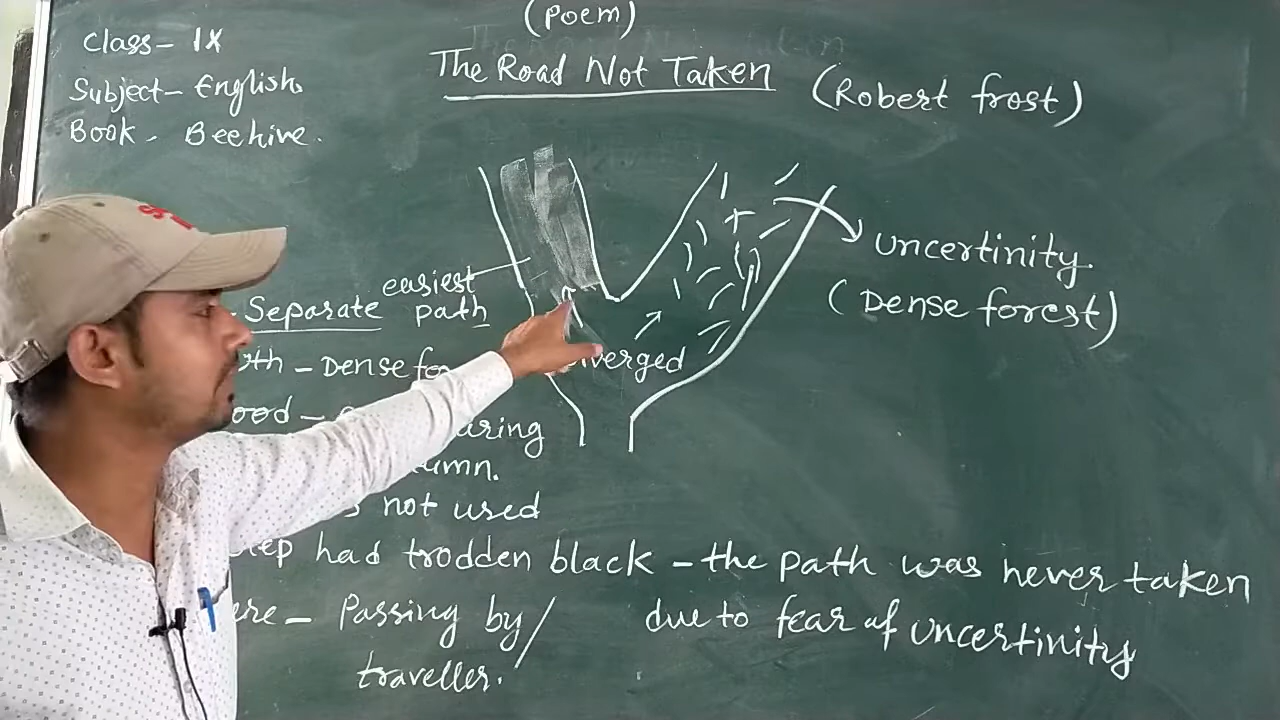 (Poem)
Class- IX
The Road Not Taken (Robert frost)
Subject- English
Book - Beehive.
easiest
Separate path
uncertinity.
(Dense forest)
- Dense
verged
not used
had trodden black - the path was never taken
due to fear of uncertinity
- Passing by/
traveller.